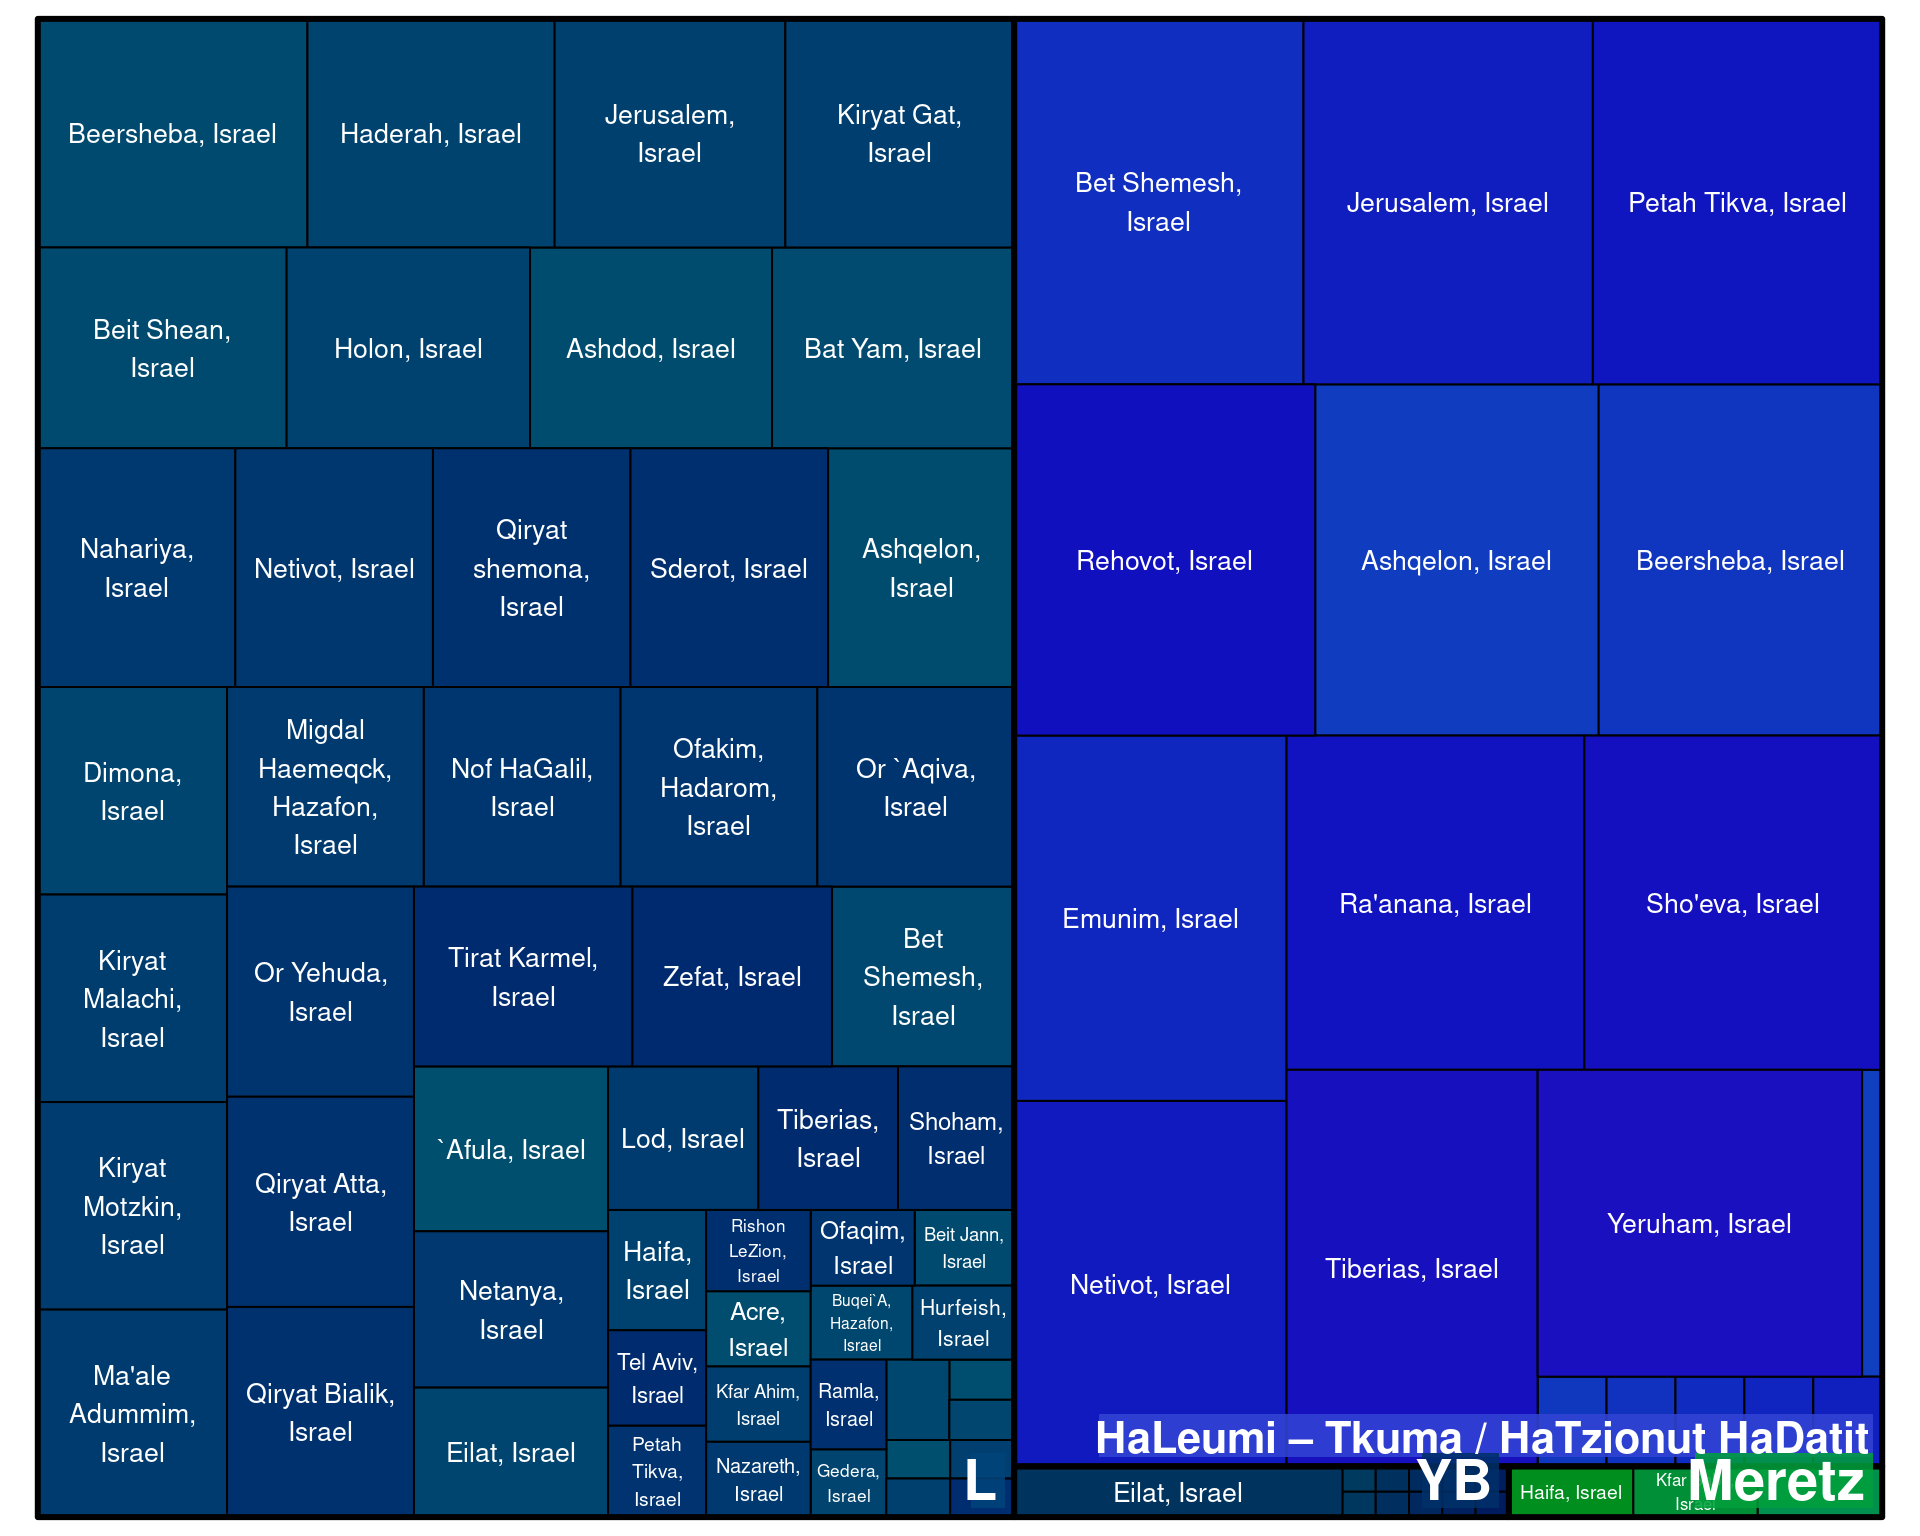 Beersheba, Israel
Haderah, Israel
Jerusalem,
Israel
Kiryat Gat,
Israel
Beit Shean,
Israel
Holon, Israel
Ashdod, Israel
Bat Yam, Israel
Nahariya,
Israel
Netivot, Israel
Qiryat
shemona,
Israel
Sderot, Israel
Ashqelon,
Israel
Dimona,
Israel
Migdal
Haemeqck,
Hazafon,
Israel
Nof HaGalil,
Israel
Ofakim,
Hadarom,
Israel
Or `Aqiva,
Israel
Kiryat
Malachi,
Israel
Or Yehuda,
Israel
Tirat Karmel,
Israel
Zefat, Israel
Bet
Shemesh,
Israel
Kiryat
Motzkin,
Israel
Qiryat Atta,
Israel
`Afula, Israel
Lod, Israel
Tiberias,
Israel
Shoham,
Israel
Ma'ale
Adummim,
Israel
Qiryat Bialik,
Israel
Netanya,
Israel
Eilat, Israel
Haifa,
Israel
Tel Aviv,
Israel
Petah
Tikva,
Israel
Rishon
LeZion,
Israel
Acre,
Israel
Kfar Ahim,
Israel
Nazareth,
Israel
Ofaqim,
Israel
Beit Jann,
Israel
Buqei`A,
Hazafon,
Israel
Hurfeish,
Israel
Ramla,
Israel
Gedera,
Israel
L
Bet Shemesh,
Israel
Jerusalem, Israel
Petah Tikva, Israel
Rehovot, Israel
Ashqelon, Israel
Beersheba, Israel
Emunim, Israel
Ra'anana, Israel
Sho'eva, Israel
Netivot, Israel
Tiberias, Israel
Yeruham, Israel
HaLeumi – Tkuma / HaTzionut HaDatit
Eilat, Israel
YB
Haifa, Israel
Kfar
Israel
Meretz